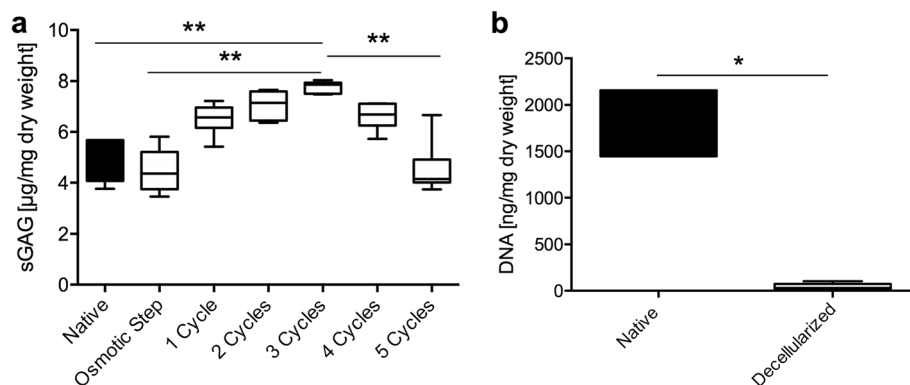 a
**
**
**
10
8
6
4
2
0
sGAG [µg/mg dry weight]
Native
Osmotic Step
1 Cycle
2 Cycles
3 Cycles
4 Cycles
5 Cycles
b
*
2500
2000
1500
1000
500
0
DNA [ng/mg dry weight]
Native
Decellularized